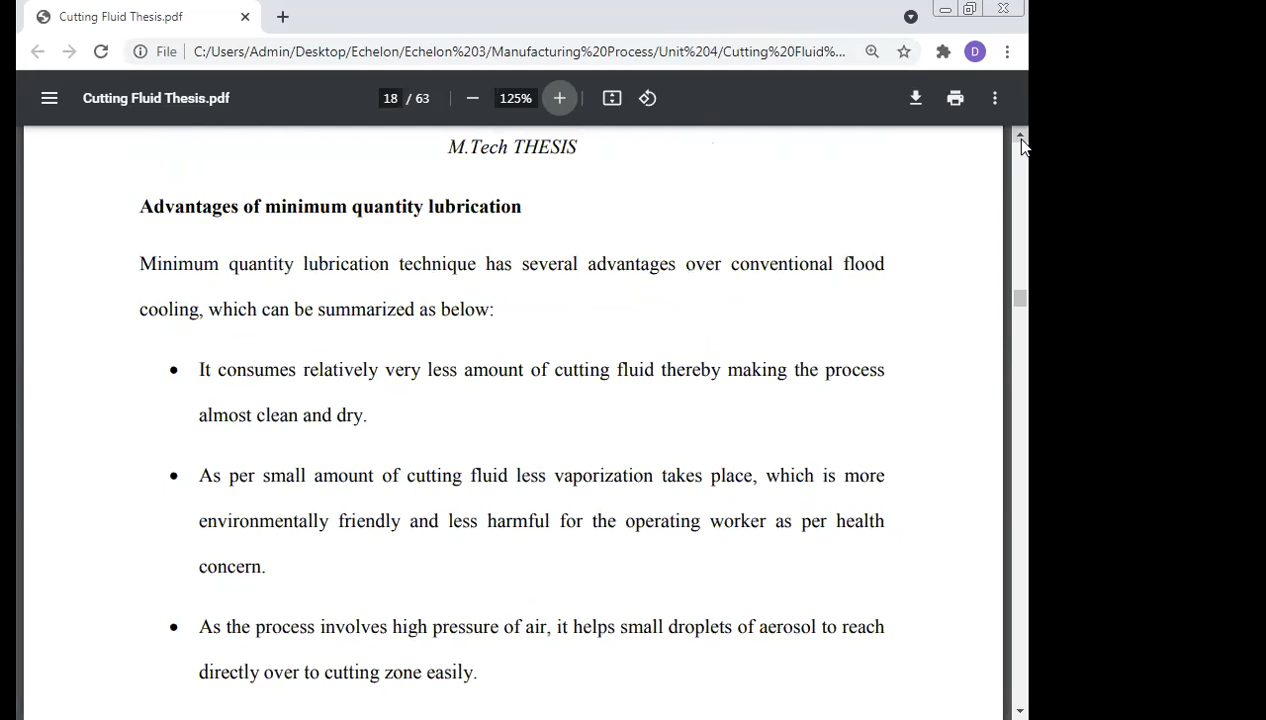 Cutting Fluid Thesis.pdf
File C:/Users/Admin/Desktop/Echelon/Echelon%203/Manufacturing%20Process/Unit%204/Cutting%20Fluid%... D
Cutting Fluid Thesis.pdf 18 / 63 125%
M.Tech THESIS
Advantages of minimum quantity lubrication
Minimum quantity lubrication technique has several advantages over conventional flood
cooling, which can be summarized as below:
• It consumes relatively very less amount of cutting fluid thereby making the process
almost clean and dry.
• As per small amount of cutting fluid less vaporization takes place, which is more
environmentally friendly and less harmful for the operating worker as per health
concern.
• As the process involves high pressure of air, it helps small droplets of aerosol to reach
directly over to cutting zone easily.